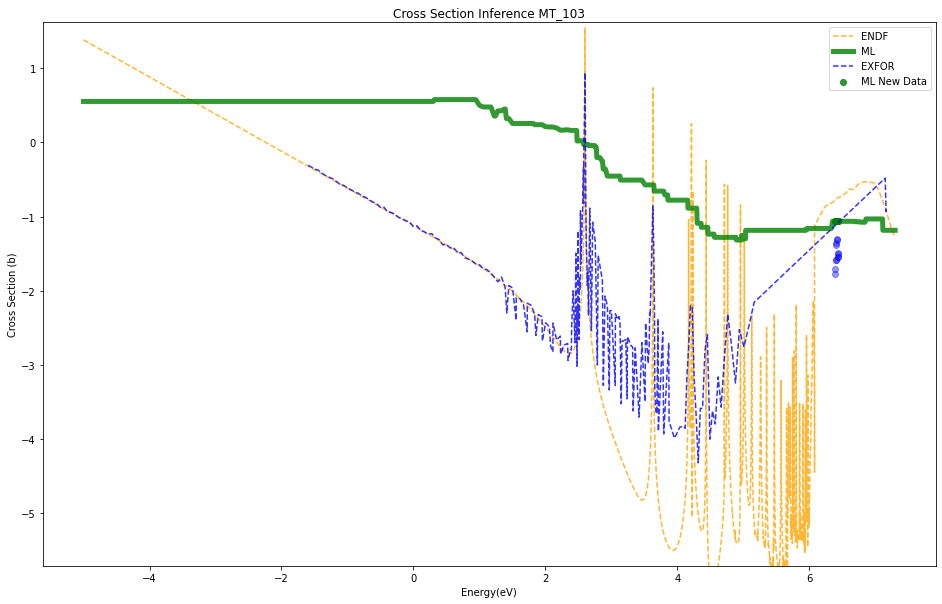 Cross Section Inference MT_103
ENDF
ML
EXFOR
ML New Data
Cross Section (b)
1
0
−1
−2
−3
−4
−5
−4
−2
0
2
4
6
Energy(eV)